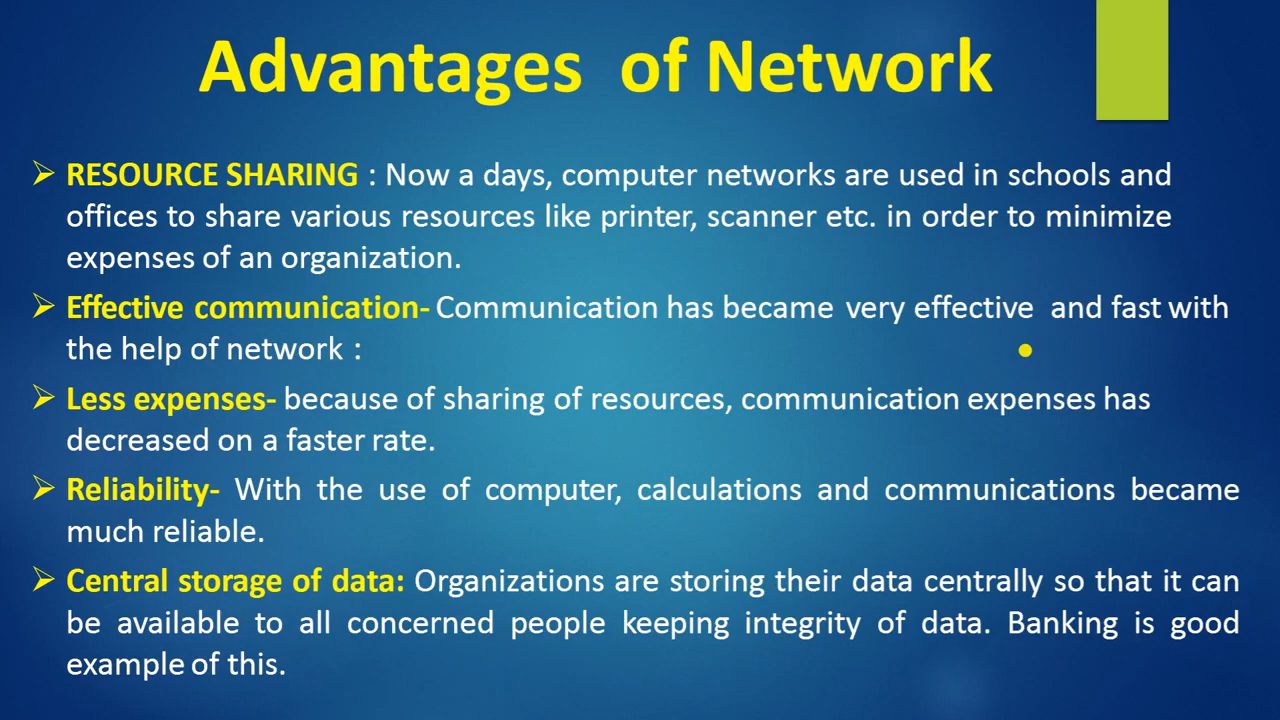 Advantages of Network
➢ RESOURCE SHARING : Now a days, computer networks are used in schools and
offices to share various resources like printer, scanner etc. in order to minimize
expenses of an organization.
➢ Effective communication- Communication has became very effective and fast with
the help of network :
➢ Less expenses- because of sharing of resources, communication expenses has
decreased on a faster rate.
➢ Reliability- With the use of computer, calculations and communications became
much reliable.
➢ Central storage of data: Organizations are storing their data centrally so that it can
be available to all concerned people keeping integrity of data. Banking is good
example of this.